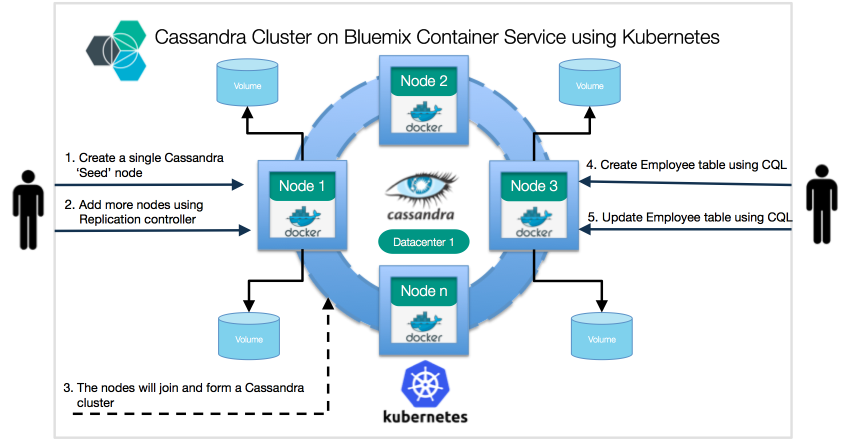 Cassandra Cluster on Bluemix Container Service using Kubernetes
Volume
Node 2
docker
Volume
1. Create a single Cassandra
'Seed' node
2. Add more nodes using
Replication controller
Node 1
docker
cassandra
Datacenter 1
Node 3
docker
4. Create Employee table using CQL
5. Update Employee table using CQL
Volume
Node n
docker
Volume
3. The nodes will join and form a Cassandra
cluster
kubernetes